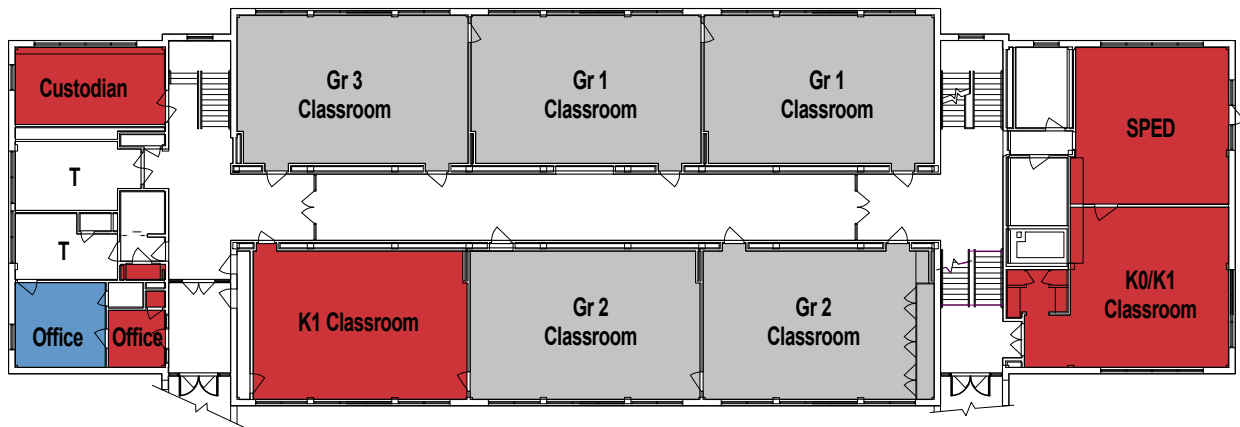 Custodian
Gr 3
Classroom
Gr 1
Classroom
Gr 1
Classroom
SPED
T
T
Office
Office
K1 Classroom
Gr 2
Classroom
Gr 2
Classroom
K0/K1
Classroom